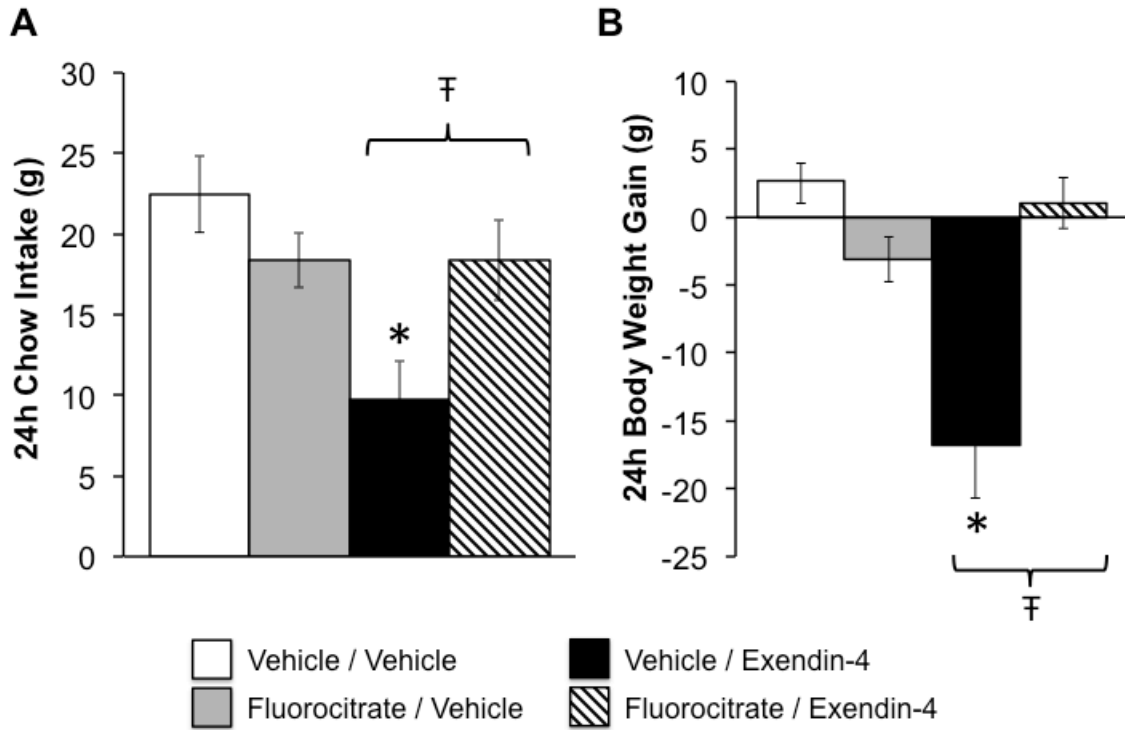 A
24h Chow Intake (g)
30
25
20
15
10
5
0
Ŧ
*
B
24h Body Weight Gain (g)
10
5
0
-5
-10
-15
-20
-25
*
Ŧ
Vehicle / Vehicle
Fluorocitrate / Vehicle
Vehicle / Exendin-4
Fluorocitrate / Exendin-4